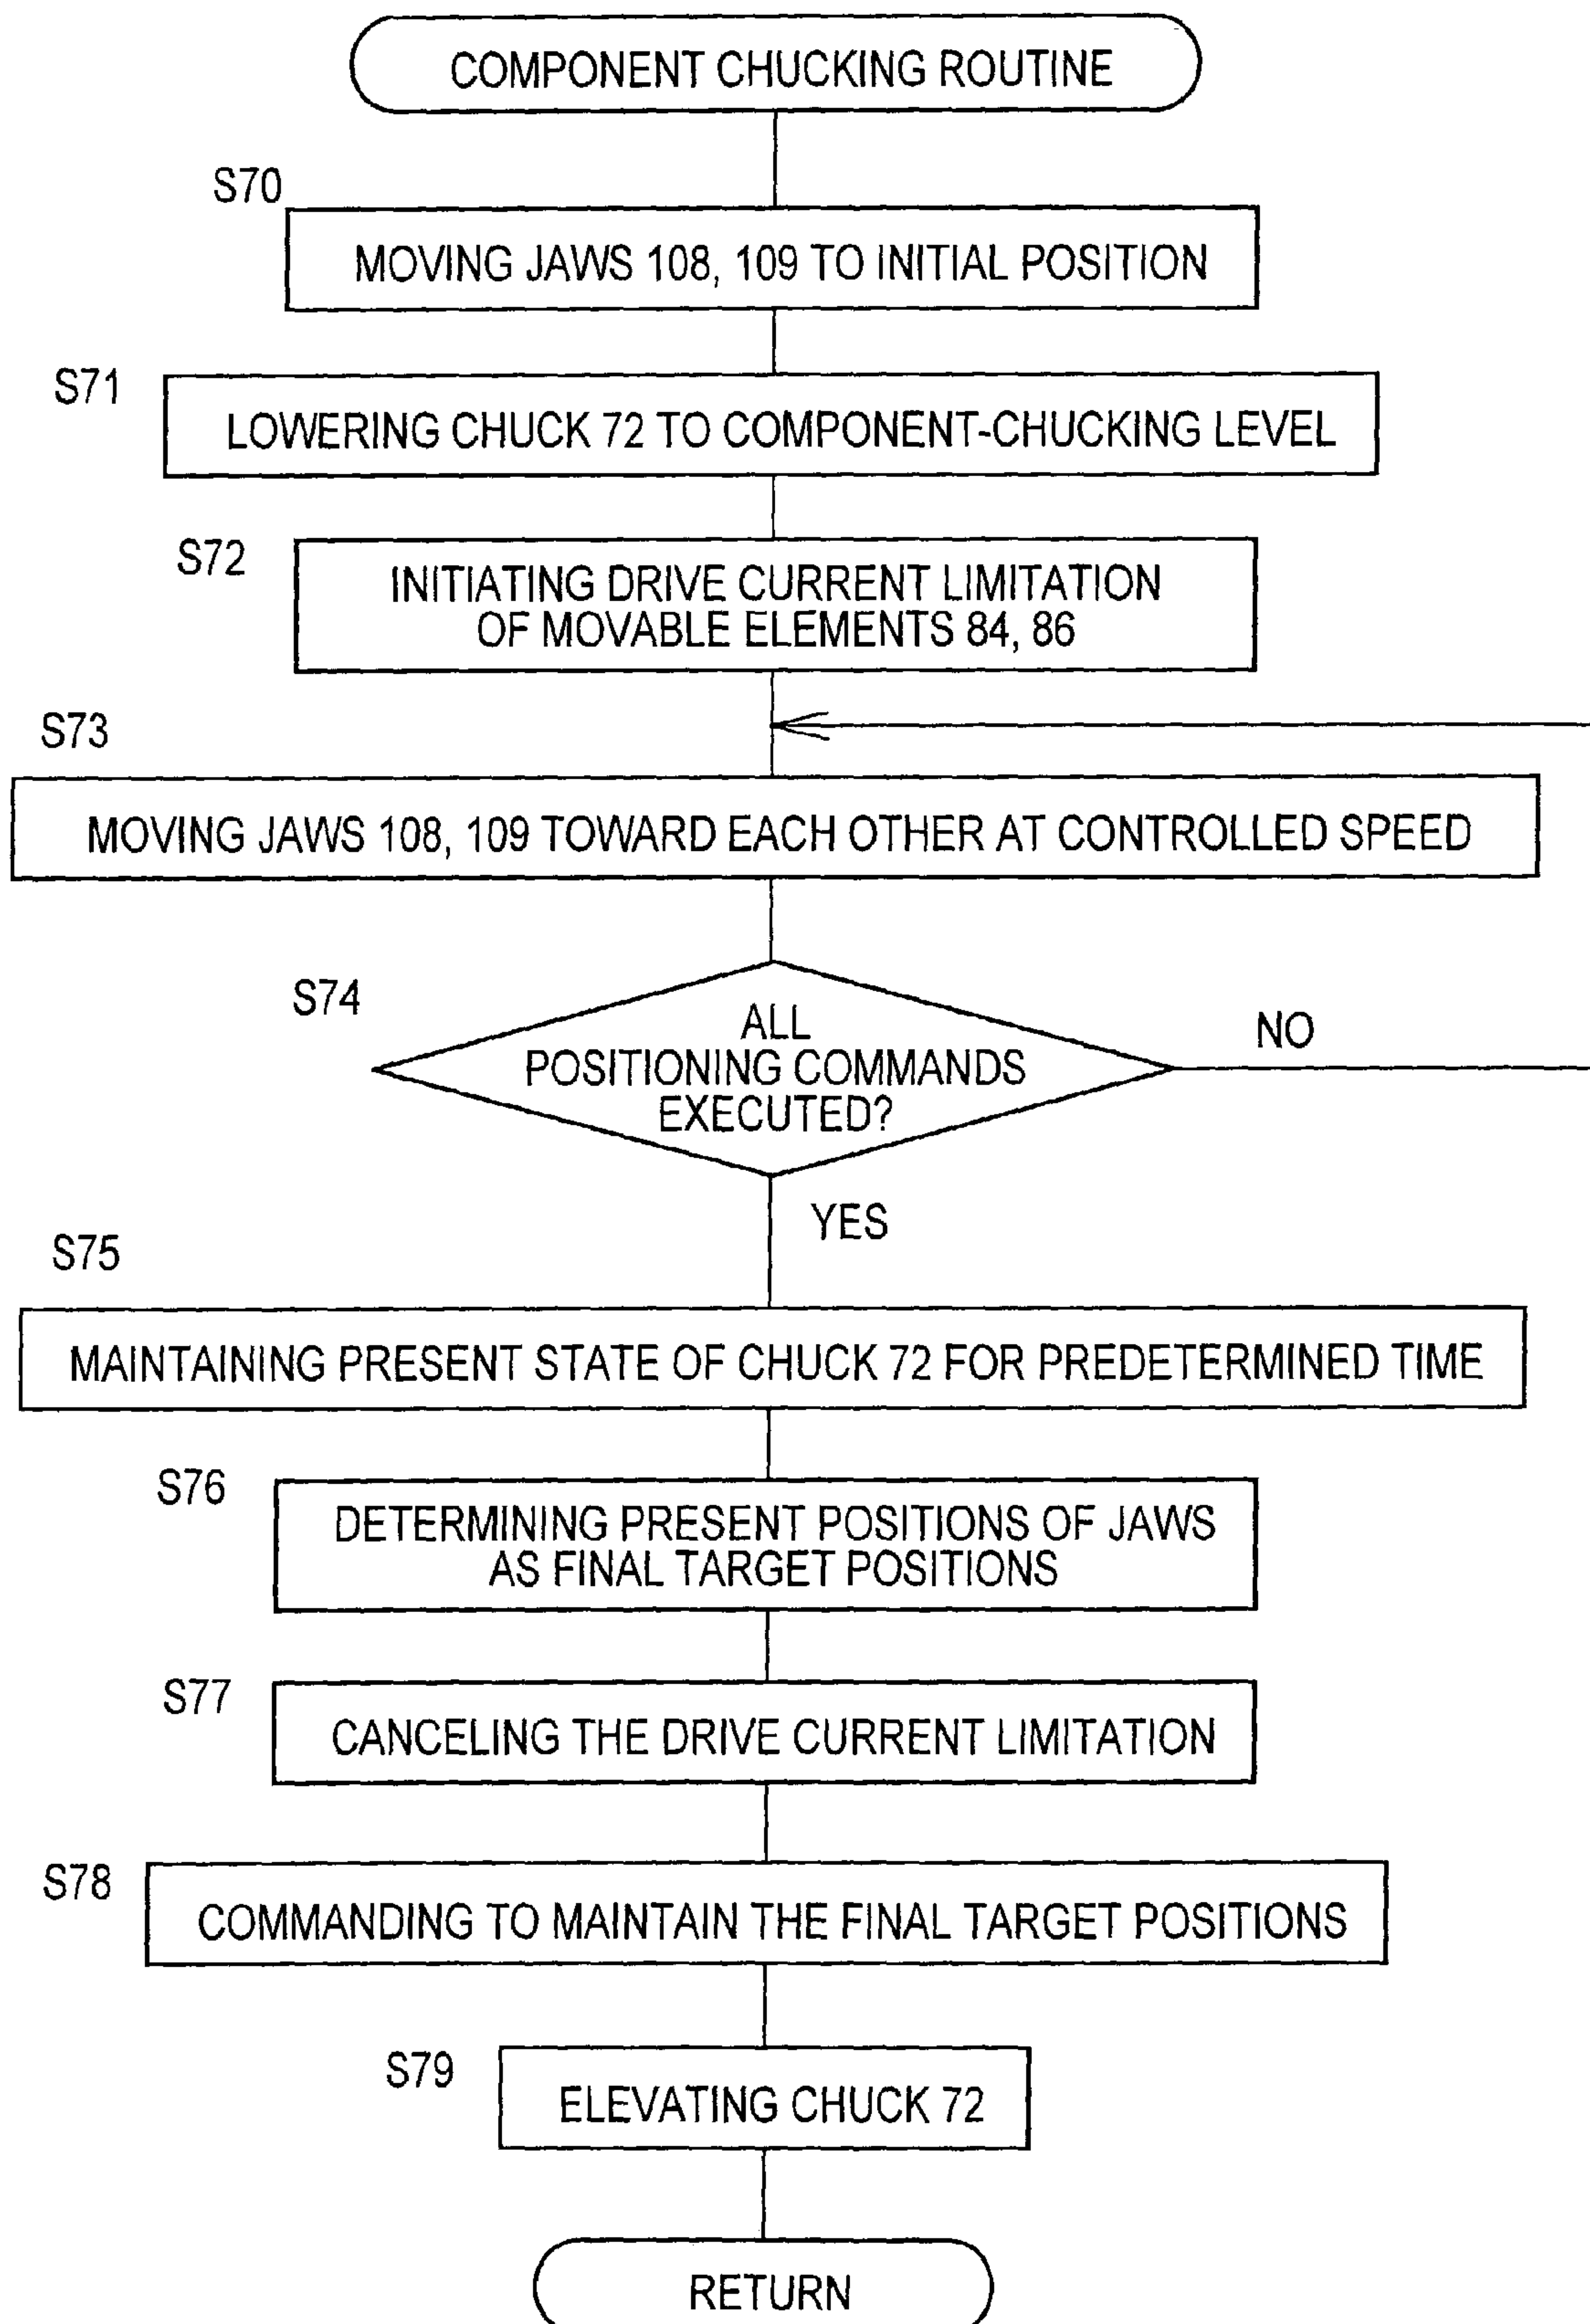 COMPONENT CHUCKING ROUTINE
S70
MOVING JAWS 108, 109 TO INITIAL POSITION
S71
LOWERING CHUCK 72 TO COMPONENT-CHUCKING LEVEL
S72
INITIATING DRIVE CURRENT LIMITATION
OF MOVABLE ELEMENTS 84, 86
S73
MOVING JAWS 108, 109 TOWARD EACH OTHER AT CONTROLLED SPEED
S74
ALL
POSITIONING COMMANDS
EXECUTED?
NO
YES
S75
MAINTAINING PRESENT STATE OF CHUCK 72 FOR PREDETERMINED TIME
S76
DETERMINING PRESENT POSITIONS OF JAWS
AS FINAL TARGET POSITIONS
S77
CANCELING THE DRIVE CURRENT LIMITATION
S78
COMMANDING TO MAINTAIN THE FINAL TARGET POSITIONS
S79
ELEVATING CHUCK 72
RETURN